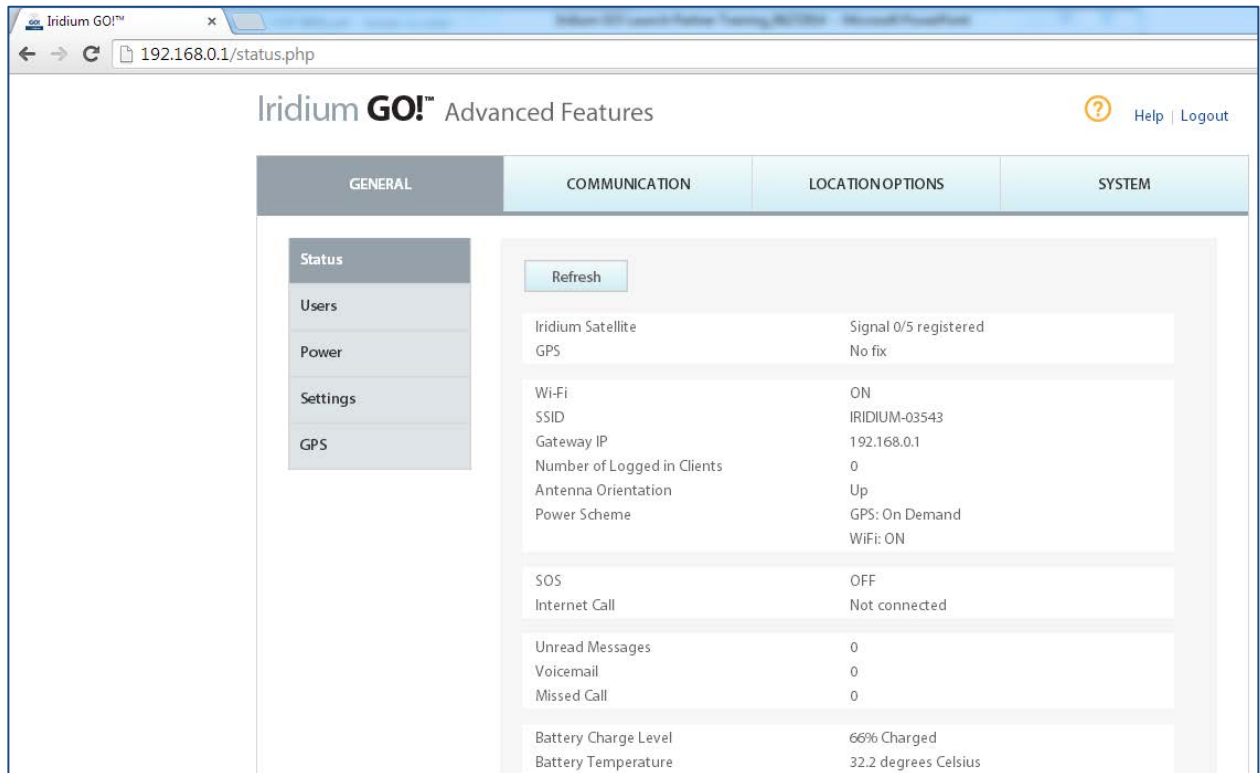 Iridium GO!™
192.168.0.1/status.php
Iridium GO!™ Advanced Features
? Help | Logout
GENERAL COMMUNICATION LOCATION OPTIONS SYSTEM
Status
Users
Power
Settings
GPS
Refresh
Iridium Satellite Signal 0/5 registered
GPS No fix
Wi-Fi ON
SSID IRIDIUM-03543
Gateway IP 192.168.0.1
Number of Logged in Clients 0
Antenna Orientation Up
Power Scheme GPS: On Demand
WiFi: ON
SOS OFF
Internet Call Not connected
Unread Messages 0
Voicemail 0
Missed Call 0
Battery Charge Level 66% Charged
Battery Temperature 32.2 degrees Celsius